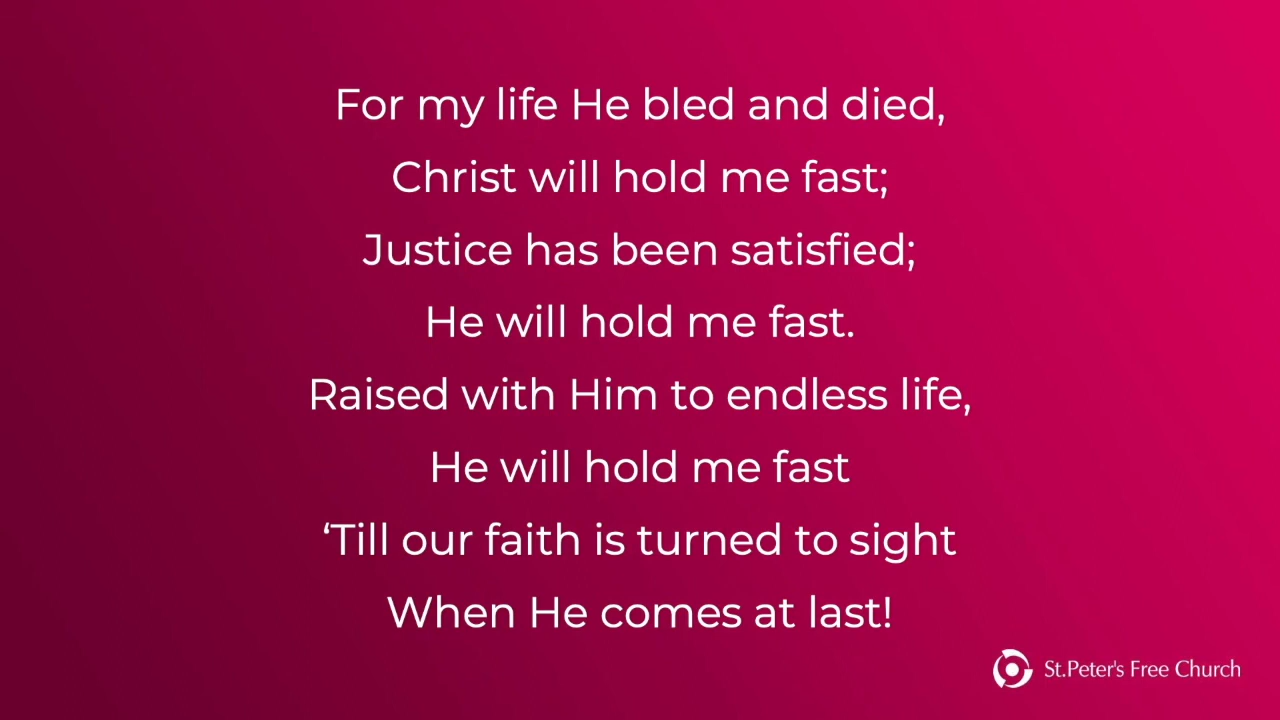 For my life He bled and died,
Christ will hold me fast;
Justice has been satisfied;
He will hold me fast.
Raised with Him to endless life,
He will hold me fast
‘Till our faith is turned to sight
When He comes at last!
St.Peter's Free Church